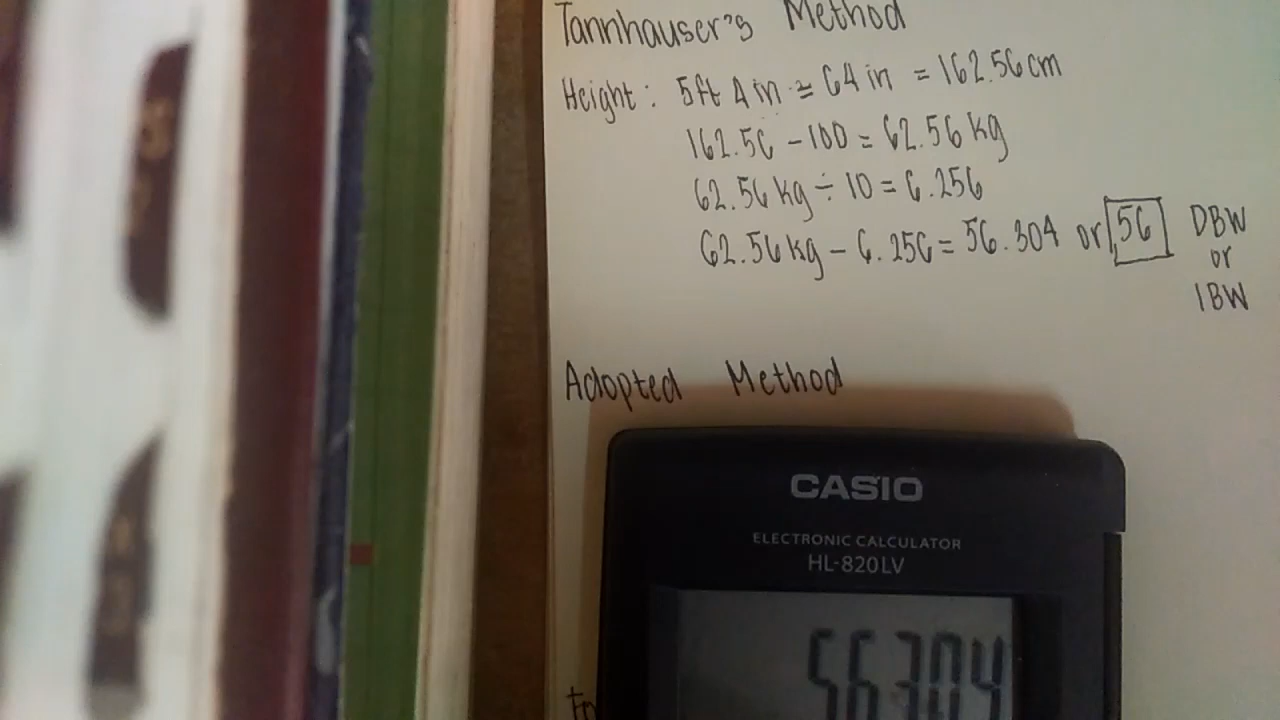 Tannhauser's Method
Height: 5ft 4 in = 64 in = 162.56 cm
162.56 - 100 = 62.56 kg
62.56 kg ÷ 10 = 6.256
62.56 kg - 6.256 = 56.304 or 56 DBW
or
IBW
Adopted Method
CASIO
ELECTRONIC CALCULATOR
HL-820LV
56.304